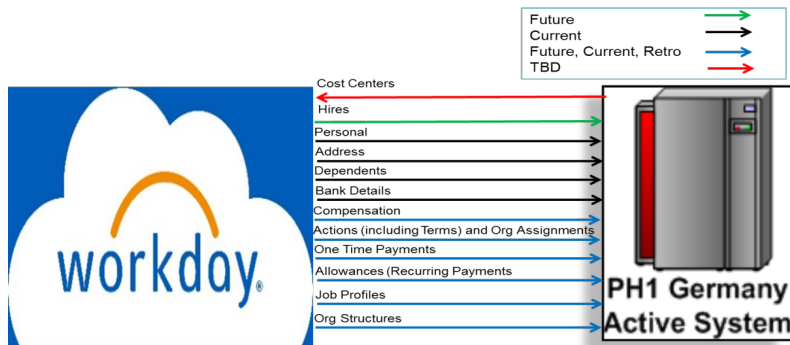 Future
Current
Future, Current, Retro
TBD
Cost Centers
Hires
Personal
Address
Dependents
Bank Details
Compensation
Actions (including Terms) and Org Assignments
One Time Payments
Allowances (Recurring Payments
Job Profiles
Org Structures
workday®
PH1 Germany
Active System